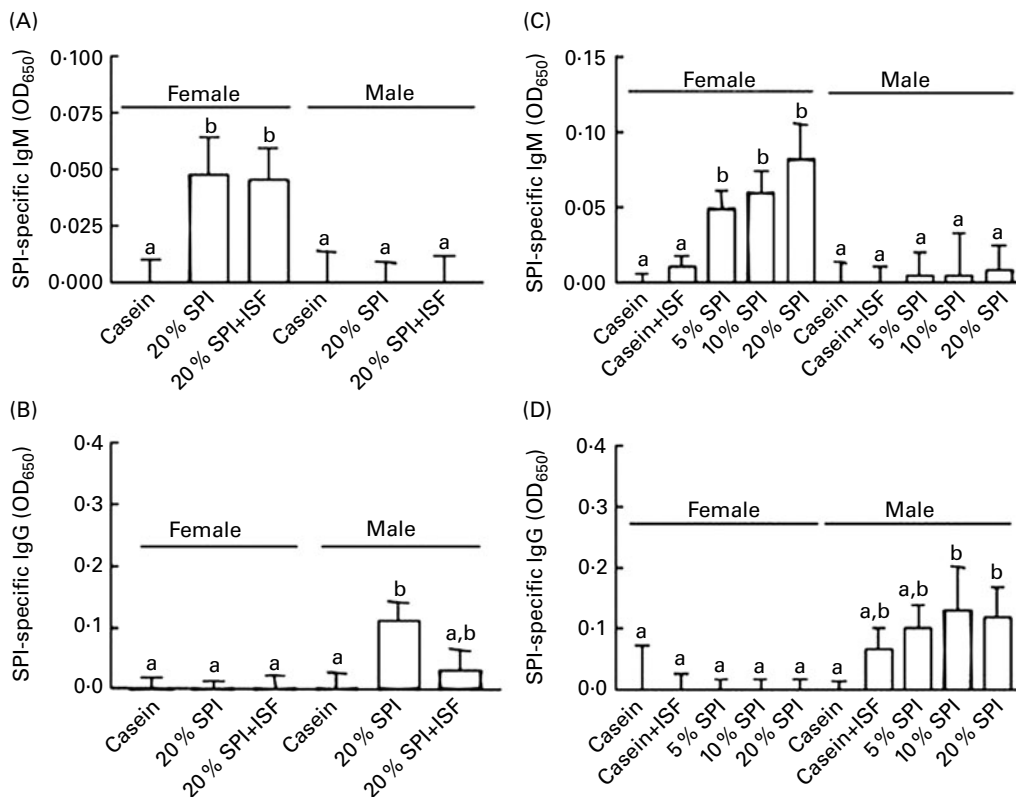 (A)
SPI-specific IgM (OD650)
0·100
0·075
0·050
0·025
0·000
Female
Male
a
b
b
a
a
a
Casein
20 % SPI
20 % SPI+ISF
Casein
20 % SPI
20 % SPI+ISF
(C)
SPI-specific IgM (OD650)
0·15
0·10
0·05
0·00
Female
Male
a
a
b
b
b
a
a
a
a
a
Casein
Casein+ISF
5 % SPI
10 % SPI
20 % SPI
Casein
Casein+ISF
5 % SPI
10 % SPI
20 % SPI
(B)
SPI-specific IgG (OD650)
0·4
0·3
0·2
0·1
0·0
Female
Male
a
a
a
a
b
a,b
Casein
20 % SPI
20 % SPI+ISF
Casein
20 % SPI
20 % SPI+ISF
(D)
SPI-specific IgG (OD650)
0·4
0·3
0·2
0·1
0·0
Female
Male
a
a
a
a
a
a
a,b
a,b
b
b
Casein
Casein+ISF
5 % SPI
10 % SPI
20 % SPI
Casein
Casein+ISF
5 % SPI
10 % SPI
20 % SPI